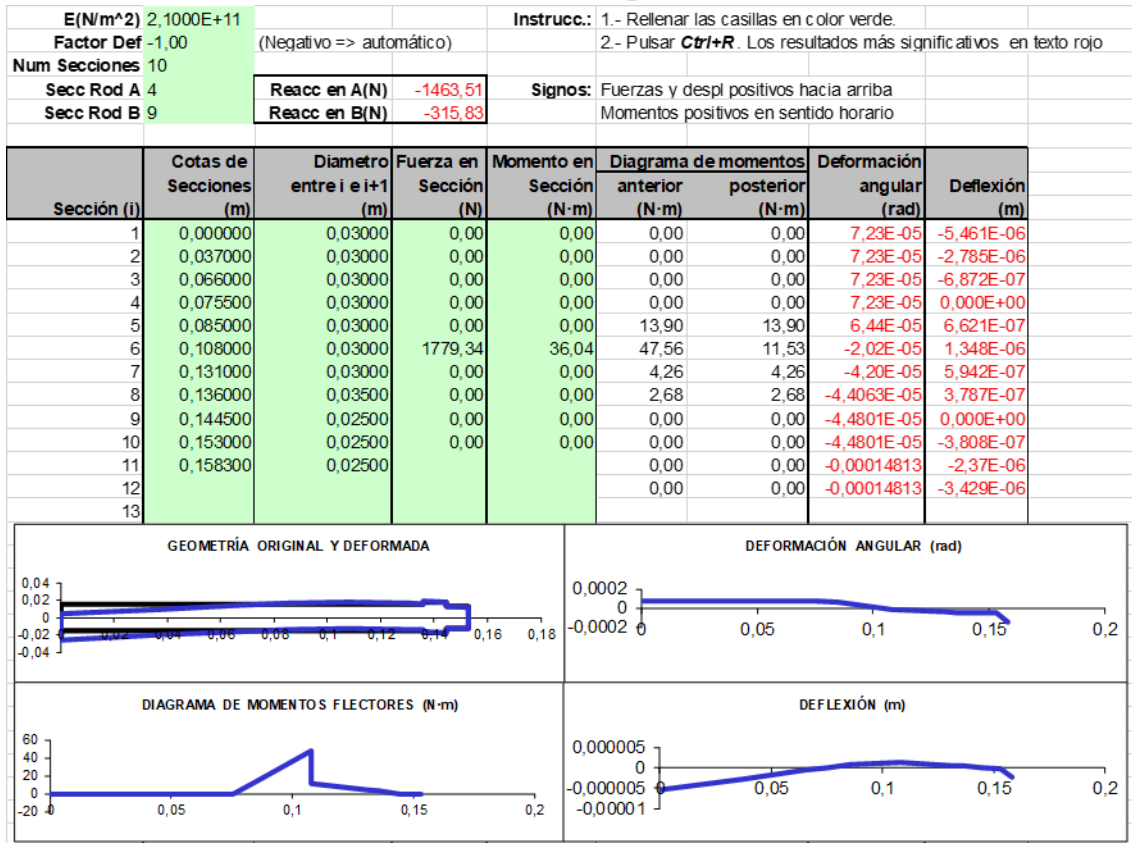 E(N/m^2) 2,1000E+11 Instrucc.: 1.- Rellenar las casillas en color verde.
Factor Def -1,00 (Negativo => automático) 2.- Pulsar Ctrl+R. Los resultados más significativos en texto rojo
Num Secciones 10
Secc Rod A 4 Reacc en A(N) -1463,51 Signos: Fuerzas y despl positivos hacia arriba
Secc Rod B 9 Reacc en B(N) -315,83 Momentos positivos en sentido horario
Cotas de Diametro Fuerza en Momento en Diagrama de momentos Deformación
Secciones entre i e i+1 Sección Sección anterior posterior angular Deflexión
Sección (i) (m) (m) (N) (N·m) (N·m) (N·m) (rad) (m)
1 0,000000 0,03000 0,00 0,00 0,00 0,00 7,23E-05 -5,461E-06
2 0,037000 0,03000 0,00 0,00 0,00 0,00 7,23E-05 -2,785E-06
3 0,066000 0,03000 0,00 0,00 0,00 0,00 7,23E-05 -6,872E-07
4 0,075500 0,03000 0,00 0,00 0,00 0,00 7,23E-05 0,000E+00
5 0,085000 0,03000 0,00 0,00 13,90 13,90 6,44E-05 6,621E-07
6 0,108000 0,03000 1779,34 36,04 47,56 11,53 -2,02E-05 1,348E-06
7 0,131000 0,03000 0,00 0,00 4,26 4,26 -4,20E-05 5,942E-07
8 0,136000 0,03500 0,00 0,00 2,68 2,68 -4,4063E-05 3,787E-07
9 0,144500 0,02500 0,00 0,00 0,00 0,00 -4,4801E-05 0,000E+00
10 0,153000 0,02500 0,00 0,00 0,00 0,00 -4,4801E-05 -3,808E-07
11 0,158300 0,02500 0,00 0,00 -0,00014813 -2,37E-06
12 0,00 0,00 -0,00014813 -3,429E-06
13
GEOMETRÍA ORIGINAL Y DEFORMADA
0,04
0,02
0
-0,02
-0,04
0 0,02 0,04 0,06 0,08 0,1 0,12 0,14 0,16 0,18
DEFORMACIÓN ANGULAR (rad)
0,0002
0
-0,0002
0 0,05 0,1 0,15 0,2
DIAGRAMA DE MOMENTOS FLECTORES (N·m)
60
40
20
0
-20
0 0,05 0,1 0,15 0,2
DEFLEXIÓN (m)
0,000005
0
-0,000005
-0,00001
0 0,05 0,1 0,15 0,2